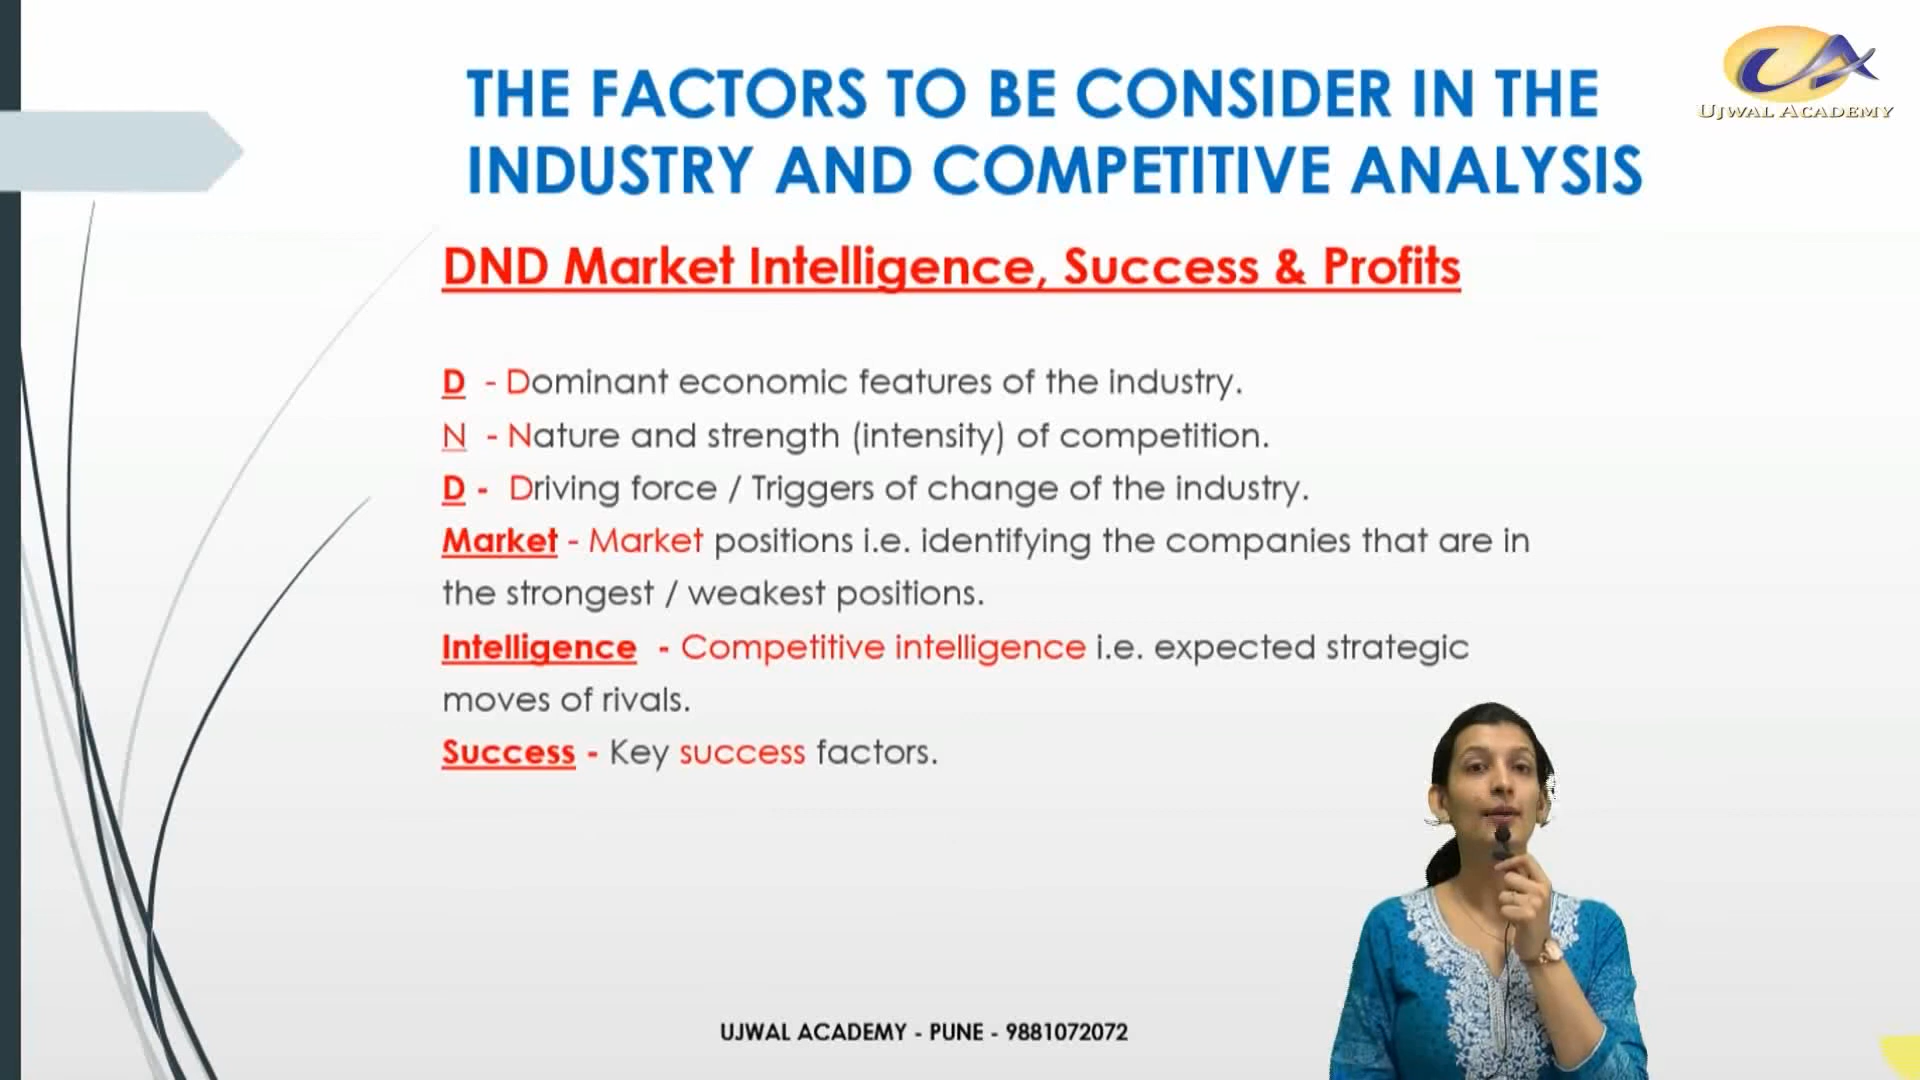 THE FACTORS TO BE CONSIDER IN THE
INDUSTRY AND COMPETITIVE ANALYSIS
UJWAL ACADEMY
DND Market Intelligence, Success & Profits
D - Dominant economic features of the industry.
N - Nature and strength (intensity) of competition.
D - Driving force / Triggers of change of the industry.
Market - Market positions i.e. identifying the companies that are in
the strongest / weakest positions.
Intelligence - Competitive intelligence i.e. expected strategic
moves of rivals.
Success - Key success factors.
UJWAL ACADEMY - PUNE - 9881072072